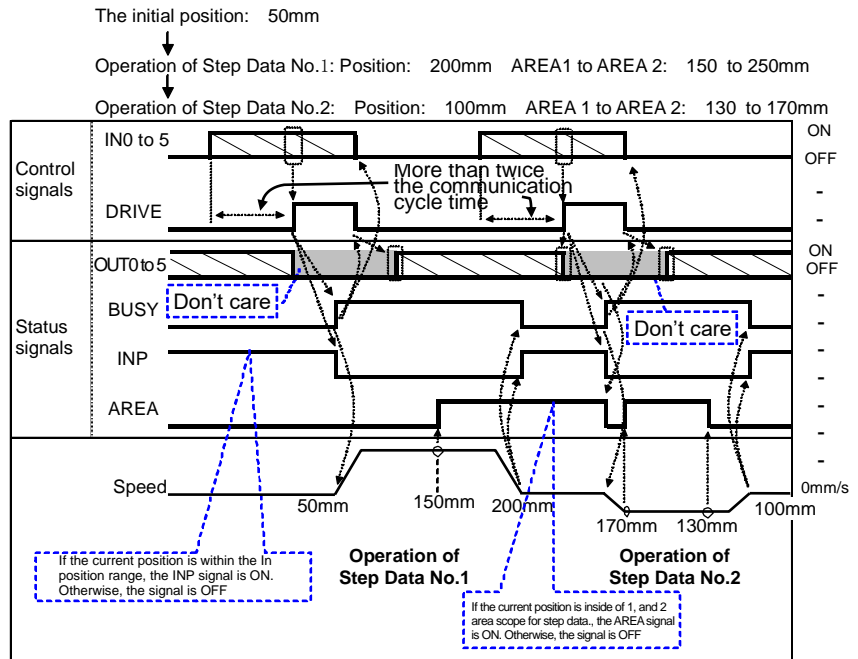 The initial position: 50mm
Operation of Step Data No.1: Position: 200mm AREA1 to AREA 2: 150 to 250mm
Operation of Step Data No.2: Position: 100mm AREA 1 to AREA 2: 130 to 170mm
Control signals
IN0 to 5
ON
OFF
More than twice
the communication
cycle time
-
DRIVE
-
Status signals
OUT0 to 5
ON
OFF
Don't care
Don't care
-
BUSY
-
-
INP
-
-
AREA
-
-
Speed
50mm
150mm
200mm
170mm
130mm
100mm
0mm/s
If the current position is within the In
position range, the INP signal is ON.
Otherwise, the signal is OFF
Operation of
Step Data No.1
Operation of
Step Data No.2
If the current position is inside of 1, and 2
area scope for step data., the AREA signal
is ON. Otherwise, the signal is OFF